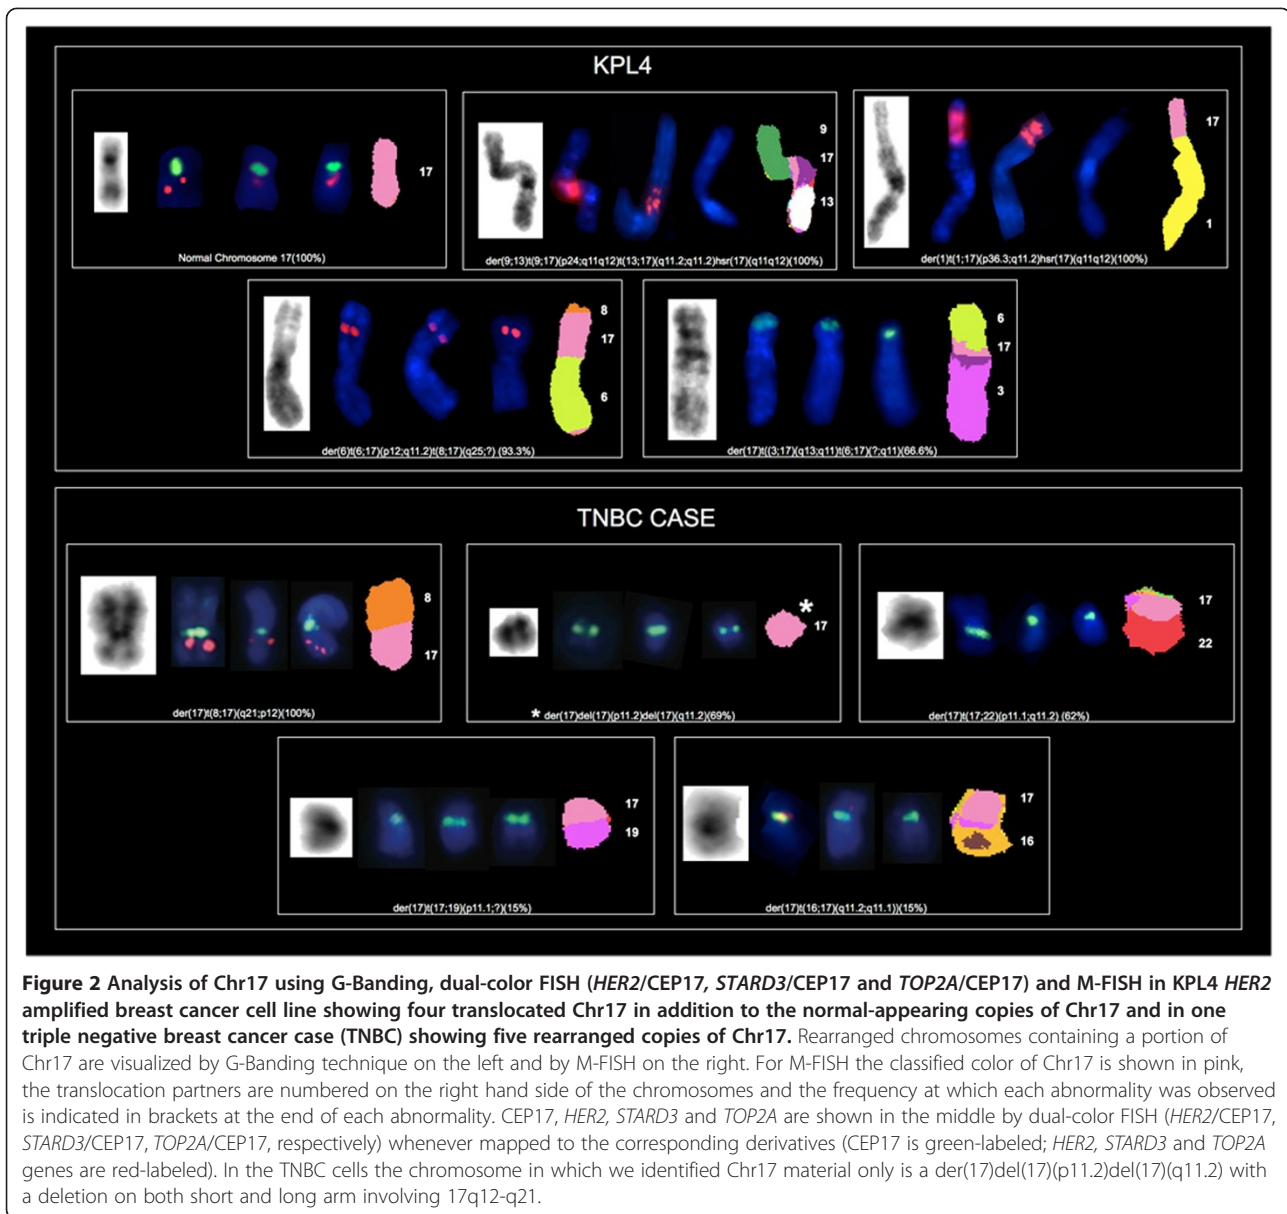 KPL4
17
Normal Chromosome 17(100%)
9
17
13
der(9;13)t(9;17)(p24;q11q12)t(13;17)(q11.2;q11.2)hsr(17)(q11q12)(100%)
17
1
der(1)t(1;17)(p36.3;q11.2)hsr(17)(q11q12)(100%)
8
17
6
der(6)t(6;17)(p12;q11.2)t(8;17)(q25;?) (93.3%)
6
17
3
der(17)t((3;17)(q13;q11)t(6;17)(?;q11)(66.6%)
TNBC CASE
8
17
der(17)t(8;17)(q21;p12)(100%)
*
17
* der(17)del(17)(p11.2)del(17)(q11.2)(69%)
17
22
der(17)t(17;22)(p11.1;q11.2) (62%)
17
19
der(17)t(17;19)(p11.1;?)(15%)
17
16
der(17)t(16;17)(q11.2;q11.1))(15%)
Figure 2 Analysis of Chr17 using G-Banding, dual-color FISH (HER2/CEP17, STARD3/CEP17 and TOP2A/CEP17) and M-FISH in KPL4 HER2
amplified breast cancer cell line showing four translocated Chr17 in addition to the normal-appearing copies of Chr17 and in one
triple negative breast cancer case (TNBC) showing five rearranged copies of Chr17. Rearranged chromosomes containing a portion of
Chr17 are visualized by G-Banding technique on the left and by M-FISH on the right. For M-FISH the classified color of Chr17 is shown in pink,
the translocation partners are numbered on the right hand side of the chromosomes and the frequency at which each abnormality was observed
is indicated in brackets at the end of each abnormality. CEP17, HER2, STARD3 and TOP2A are shown in the middle by dual-color FISH (HER2/CEP17,
STARD3/CEP17, TOP2A/CEP17, respectively) whenever mapped to the corresponding derivatives (CEP17 is green-labeled; HER2, STARD3 and TOP2A
genes are red-labeled). In the TNBC cells the chromosome in which we identified Chr17 material only is a der(17)del(17)(p11.2)del(17)(q11.2) with
a deletion on both short and long arm involving 17q12-q21.